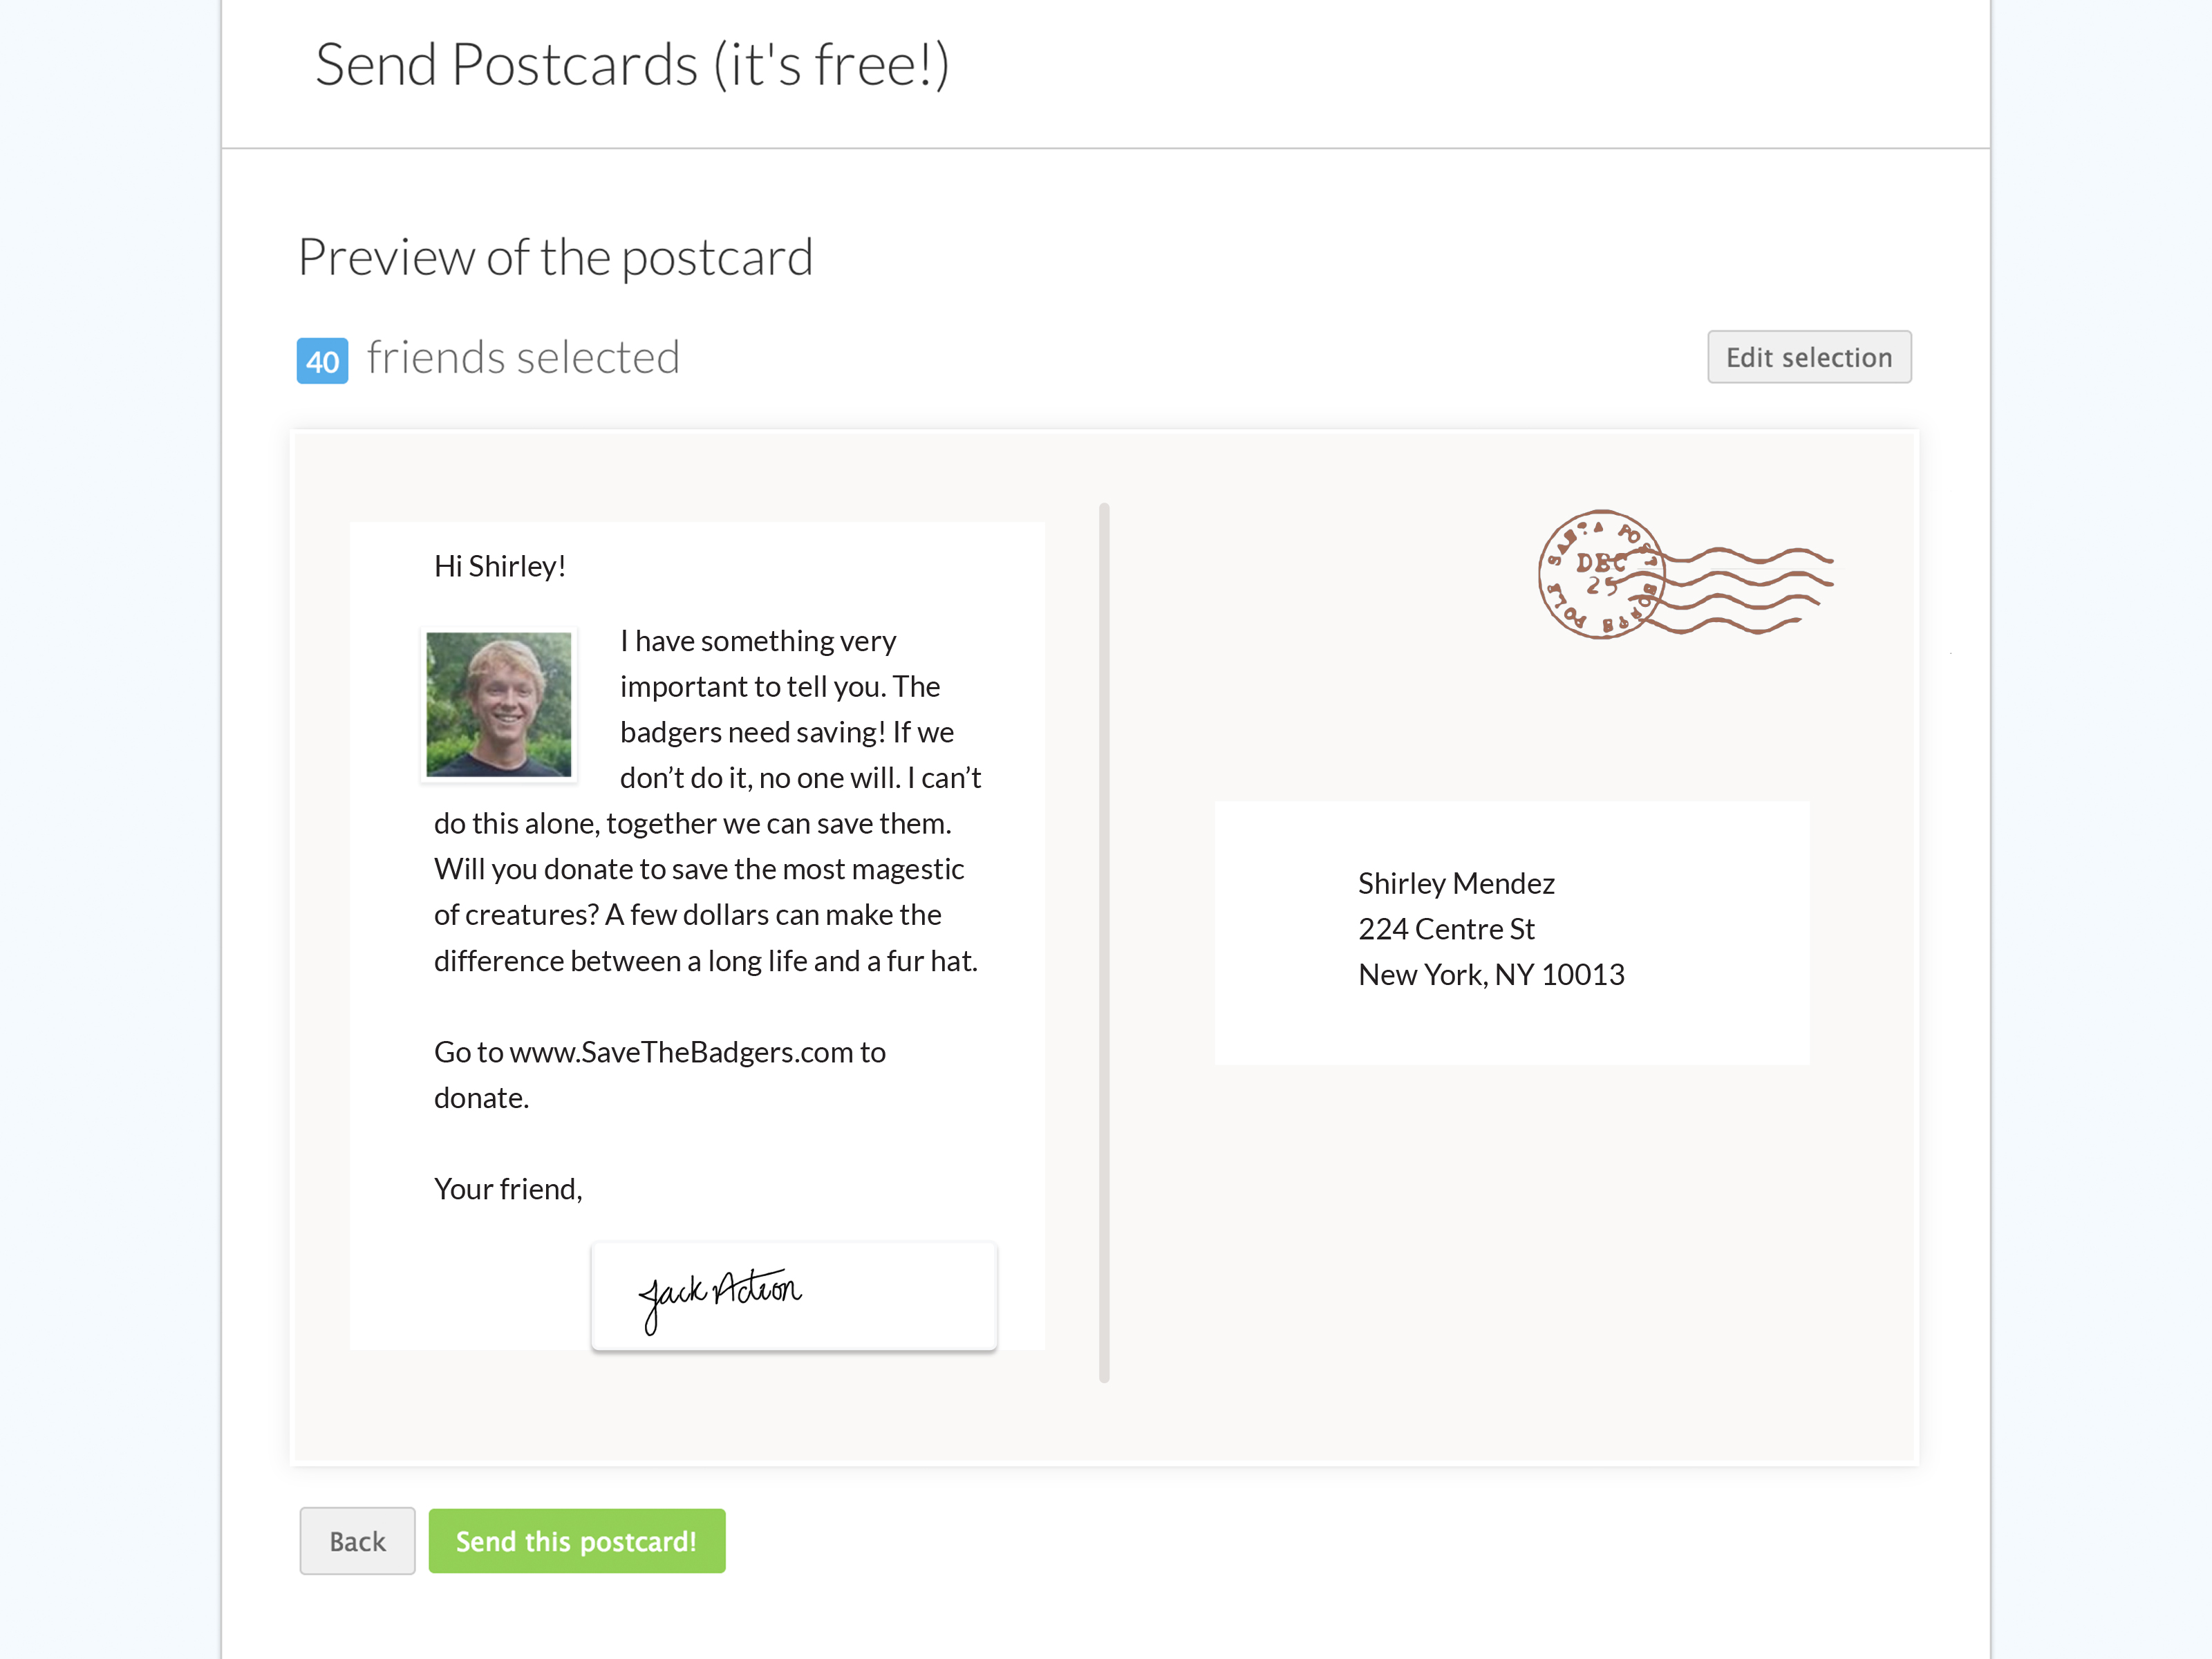 Send Postcards (it's free!)
Preview of the postcard
40 friends selected
Edit selection
Hi Shirley!
I have something very
important to tell you. The
badgers need saving! If we
don’t do it, no one will. I can’t
do this alone, together we can save them.
Will you donate to save the most magestic
of creatures? A few dollars can make the
difference between a long life and a fur hat.
Go to www.SaveTheBadgers.com to
donate.
Your friend,
Jack Action
DEC
25
Shirley Mendez
224 Centre St
New York, NY 10013
Back
Send this postcard!